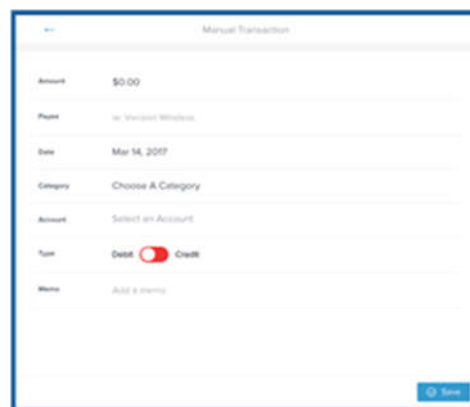 Manual Transaction
Amount $0.00
Payee ie: Verizon Wireless
Date Mar 14, 2017
Category Choose A Category
Account Select an Account
Type Debit Credit
Memo Add a memo
Save